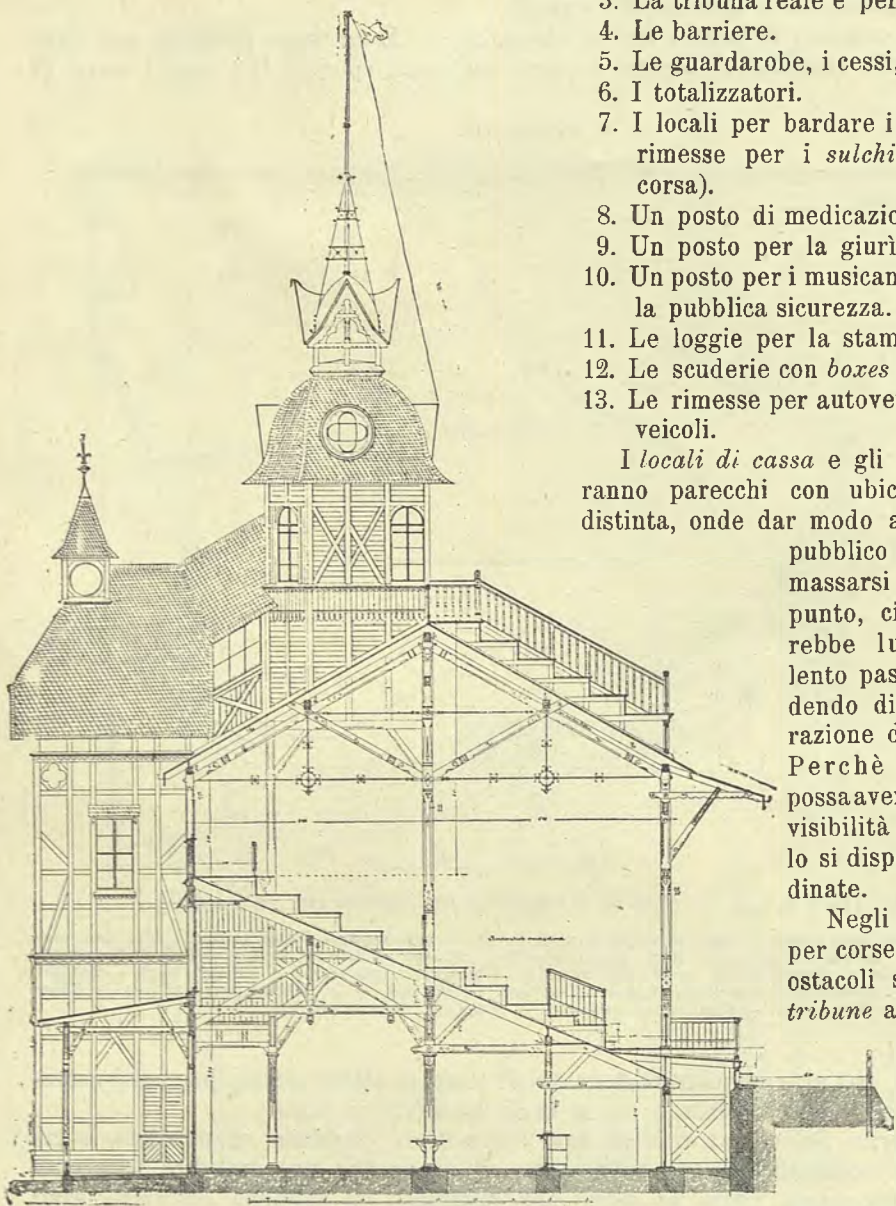 3. La tribuna reale e per
4. Le barriere.
5. Le guardarobe, i cessi,
6. I totalizzatori.
7. I locali per bardare i
rimesse per i sulchi
corsa).
8. Un posto di medicazio
9. Un posto per la giurì
10. Un posto per i musican
la pubblica sicurezza.
11. Le loggie per la stam
12. Le scuderie con boxes
13. Le rimesse per autove
veicoli.
I locali di cassa e gli
ranno parecchi con ubic
distinta, onde dar modo a
pubblico
massarsi
punto, ci
rebbe lu
lento pas
dendo di
razione d
Perchè
possa aver
visibilità
lo si disp
dinate.
Negli
per corse
ostacoli s
tribune a